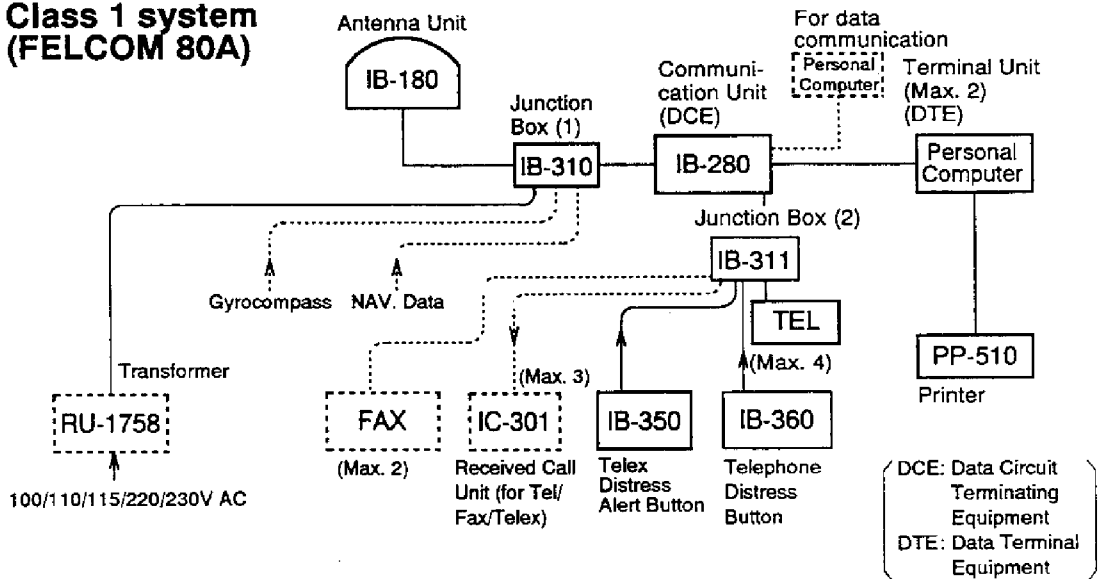 Class 1 system
(FELCOM 80A)
Antenna Unit
IB-180
Junction
Box (1)
IB-310
Communi-
cation Unit
(DCE)
IB-280
For data
communication
Personal
Computer
Terminal Unit
(Max. 2)
(DTE)
Personal
Computer
Junction Box (2)
IB-311
Gyrocompass
NAV. Data
TEL
(Max. 4)
PP-510
Printer
Transformer
RU-1758
100/110/115/220/230V AC
FAX
(Max. 2)
(Max. 3)
IC-301
Received Call
Unit (for Tel/
Fax/Telex)
IB-350
Telex
Distress
Alert Button
IB-360
Telephone
Distress
Button
DCE: Data Circuit
Terminating
Equipment
DTE: Data Terminal
Equipment